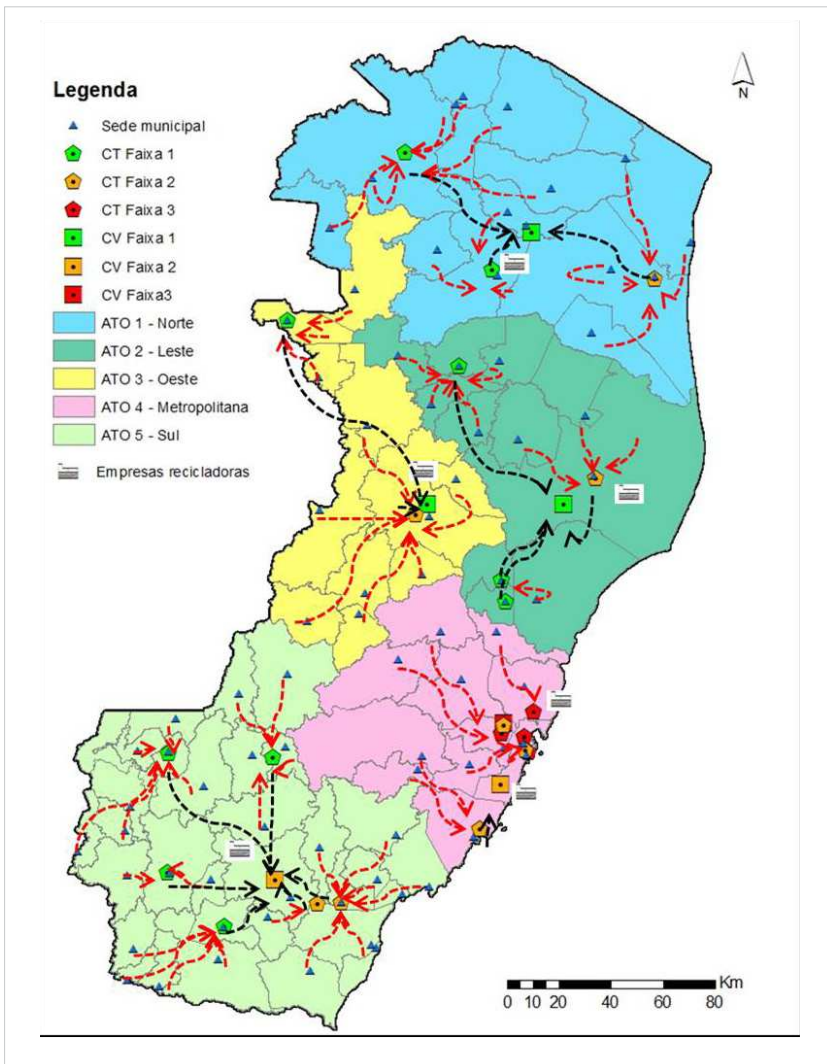 Legenda
Sede municipal
CT Faixa 1
CT Faixa 2
CT Faixa 3
CV Faixa 1
CV Faixa 2
CV Faixa3
ATO 1 - Norte
ATO 2 - Leste
ATO 3 - Oeste
ATO 4 - Metropolitana
ATO 5 - Sul
Empresas recicladoras
N
Km
0 10 20 40 60 80